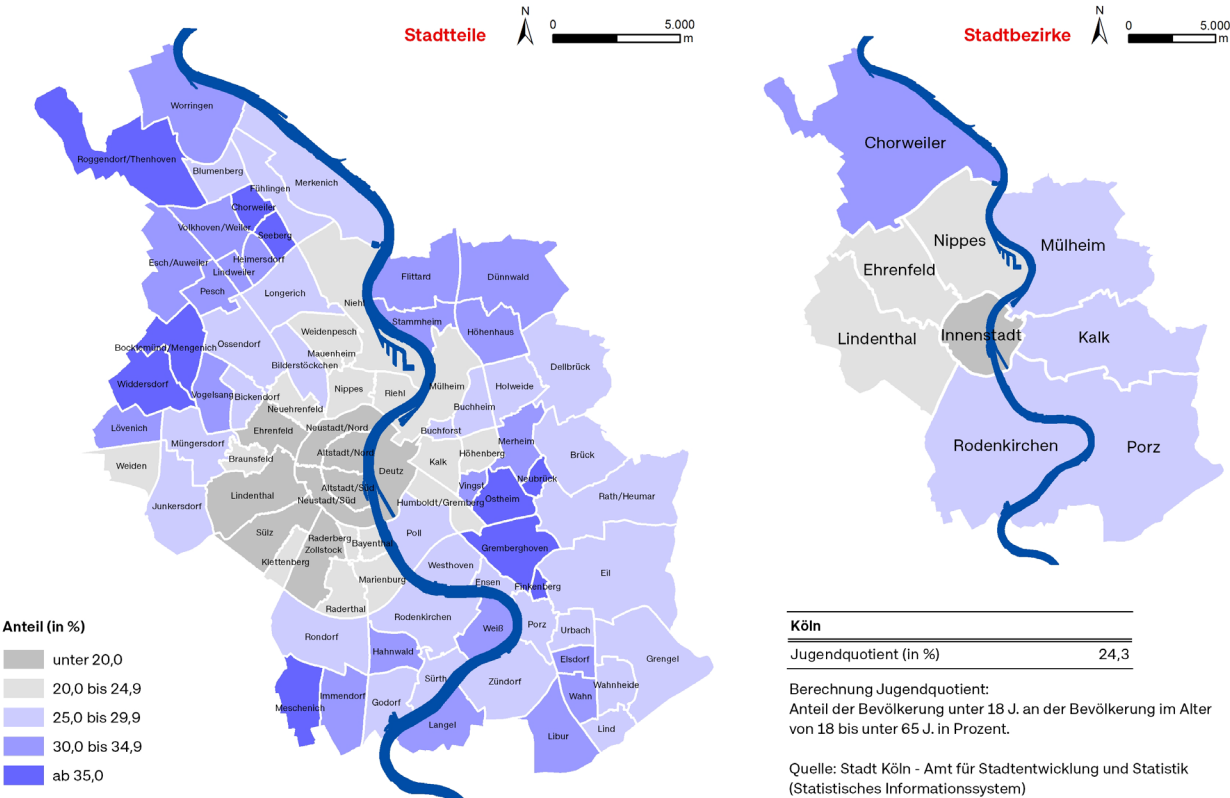 Stadtteile
N
0 5.000
m
Stadtbezirke
N
0 5.000
m
Worringen
Roggendorf/Thenhoven
Blumenberg
Fühlingen
Merkenich
Chorweiler
Volkhoven/Weiler
Seeberg
Heimersdorf
Esch/Auweiler
Lindweiler
Pesch
Longerich
Niehl
Flittard
Dünnwald
Stammheim
Höhenhaus
Weidenpesch
Mauenheim
Bocklemünd/Mengenich
Ossendorf
Bilderstöckchen
Dellbrück
Widdersdorf
Vogelsang
Bickendorf
Nippes
Riehl
Mülheim
Holweide
Neuehrenfeld
Buchheim
Lövenich
Ehrenfeld
Neustadt/Nord
Buchforst
Müngersdorf
Merheim
Altstadt/Nord
Höhenberg
Brück
Braunsfeld
Weiden
Kalk
Deutz
Neubrück
Vingst
Altstadt/Süd
Lindenthal
Neustadt/Süd
Ostheim
Rath/Heumar
Humboldt/Gremberg
Junkersdorf
Sülz
Poll
Raderberg
Zollstock
Bayenthal
Gremberghoven
Klettenberg
Westhoven
Eil
Marienburg
Ensen
Finkenberg
Raderthal
Rodenkirchen
Rondorf
Weiß
Porz
Urbach
Hahnwald
Elsdorf
Grengel
Sürth
Zündorf
Wahnheide
Immendorf
Wahn
Meschenich
Godorf
Langel
Lind
Libur
Chorweiler
Nippes
Mülheim
Ehrenfeld
Lindenthal
Innenstadt
Kalk
Rodenkirchen
Porz
Anteil (in %)
unter 20,0
20,0 bis 24,9
25,0 bis 29,9
30,0 bis 34,9
ab 35,0
Köln
Jugendquotient (in %) 24,3
Berechnung Jugendquotient:
Anteil der Bevölkerung unter 18 J. an der Bevölkerung im Alter
von 18 bis unter 65 J. in Prozent.
Quelle: Stadt Köln - Amt für Stadtentwicklung und Statistik
(Statistisches Informationssystem)